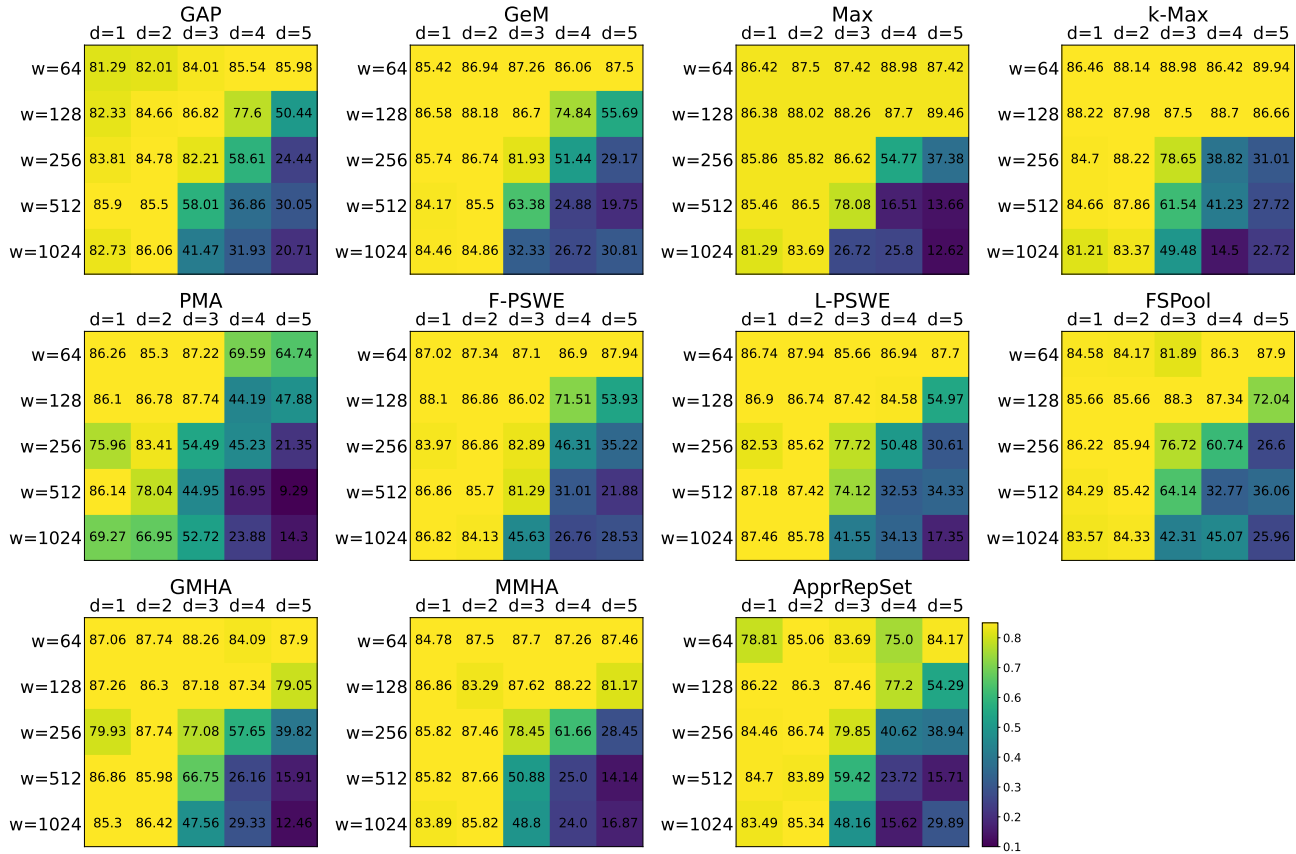 GAP
d=1 d=2 d=3 d=4 d=5
w=64 81.29 82.01 84.01 85.54 85.98
w=128 82.33 84.66 86.82 77.6 50.44
w=256 83.81 84.78 82.21 58.61 24.44
w=512 85.9 85.5 58.01 36.86 30.05
w=1024 82.73 86.06 41.47 31.93 20.71
GeM
d=1 d=2 d=3 d=4 d=5
w=64 85.42 86.94 87.26 86.06 87.5
w=128 86.58 88.18 86.7 74.84 55.69
w=256 85.74 86.74 81.93 51.44 29.17
w=512 84.17 85.5 63.38 24.88 19.75
w=1024 84.46 84.86 32.33 26.72 30.81
Max
d=1 d=2 d=3 d=4 d=5
w=64 86.42 87.5 87.42 88.98 87.42
w=128 86.38 88.02 88.26 87.7 89.46
w=256 85.86 85.82 86.62 54.77 37.38
w=512 85.46 86.5 78.08 16.51 13.66
w=1024 81.29 83.69 26.72 25.8 12.62
k-Max
d=1 d=2 d=3 d=4 d=5
w=64 86.46 88.14 88.98 86.42 89.94
w=128 88.22 87.98 87.5 88.7 86.66
w=256 84.7 88.22 78.65 38.82 31.01
w=512 84.66 87.86 61.54 41.23 27.72
w=1024 81.21 83.37 49.48 14.5 22.72
PMA
d=1 d=2 d=3 d=4 d=5
w=64 86.26 85.3 87.22 69.59 64.74
w=128 86.1 86.78 87.74 44.19 47.88
w=256 75.96 83.41 54.49 45.23 21.35
w=512 86.14 78.04 44.95 16.95 9.29
w=1024 69.27 66.95 52.72 23.88 14.3
F-PSWE
d=1 d=2 d=3 d=4 d=5
w=64 87.02 87.34 87.1 86.9 87.94
w=128 88.1 86.86 86.02 71.51 53.93
w=256 83.97 86.86 82.89 46.31 35.22
w=512 86.86 85.7 81.29 31.01 21.88
w=1024 86.82 84.13 45.63 26.76 28.53
L-PSWE
d=1 d=2 d=3 d=4 d=5
w=64 86.74 87.94 85.66 86.94 87.7
w=128 86.9 86.74 87.42 84.58 54.97
w=256 82.53 85.62 77.72 50.48 30.61
w=512 87.18 87.42 74.12 32.53 34.33
w=1024 87.46 85.78 41.55 34.13 17.35
FSPool
d=1 d=2 d=3 d=4 d=5
w=64 84.58 84.17 81.89 86.3 87.9
w=128 85.66 85.66 88.3 87.34 72.04
w=256 86.22 85.94 76.72 60.74 26.6
w=512 84.29 85.42 64.14 32.77 36.06
w=1024 83.57 84.33 42.31 45.07 25.96
GMHA
d=1 d=2 d=3 d=4 d=5
w=64 87.06 87.74 88.26 84.09 87.9
w=128 87.26 86.3 87.18 87.34 79.05
w=256 79.93 87.74 77.08 57.65 39.82
w=512 86.86 85.98 66.75 26.16 15.91
w=1024 85.3 86.42 47.56 29.33 12.46
MMHA
d=1 d=2 d=3 d=4 d=5
w=64 84.78 87.5 87.7 87.26 87.46
w=128 86.86 83.29 87.62 88.22 81.17
w=256 85.82 87.46 78.45 61.66 28.45
w=512 85.82 87.66 50.88 25.0 14.14
w=1024 83.89 85.82 48.8 24.0 16.87
ApprRepSet
d=1 d=2 d=3 d=4 d=5
w=64 78.81 85.06 83.69 75.0 84.17
w=128 86.22 86.3 87.46 77.2 54.29
w=256 84.46 86.74 79.85 40.62 38.94
w=512 84.7 83.89 59.42 23.72 15.71
w=1024 83.49 85.34 48.16 15.62 29.89
0.8
0.7
0.6
0.5
0.4
0.3
0.2
0.1